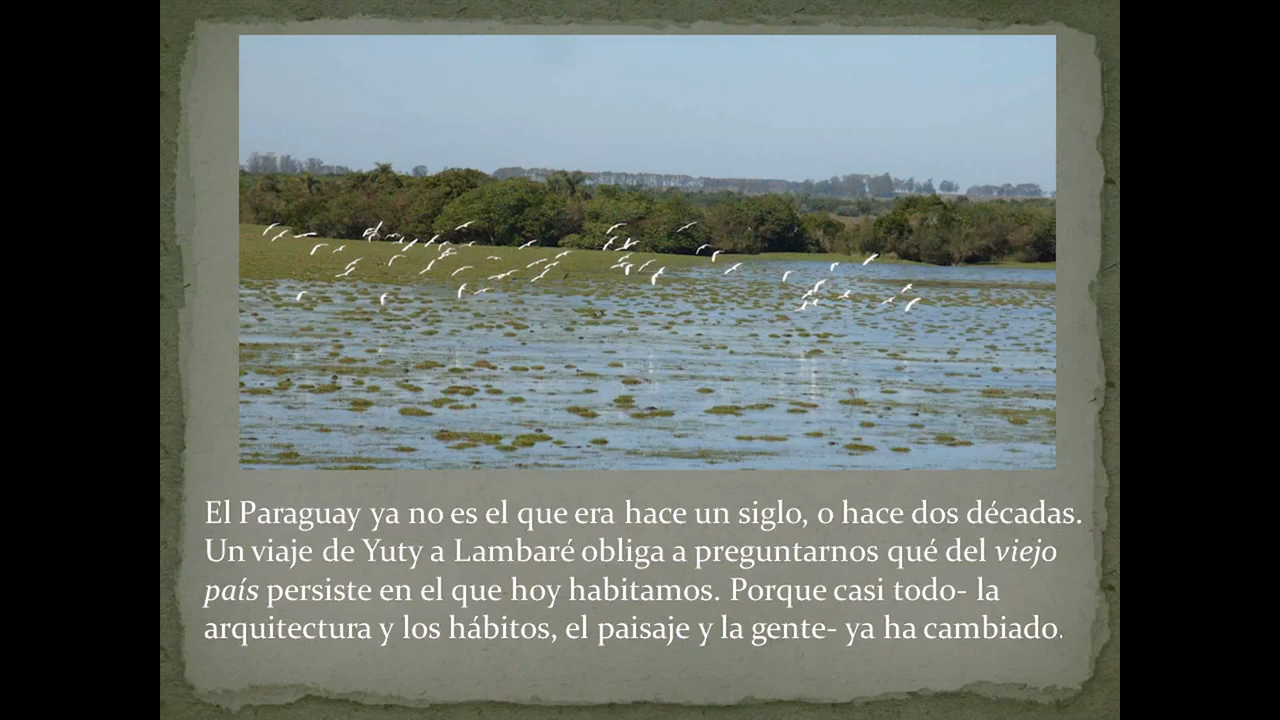 El Paraguay ya no es el que era hace un siglo, o hace dos décadas.
Un viaje de Yuty a Lambaré obliga a preguntarnos qué del viejo
país persiste en el que hoy habitamos. Porque casi todo- la
arquitectura y los hábitos, el paisaje y la gente- ya ha cambiado.